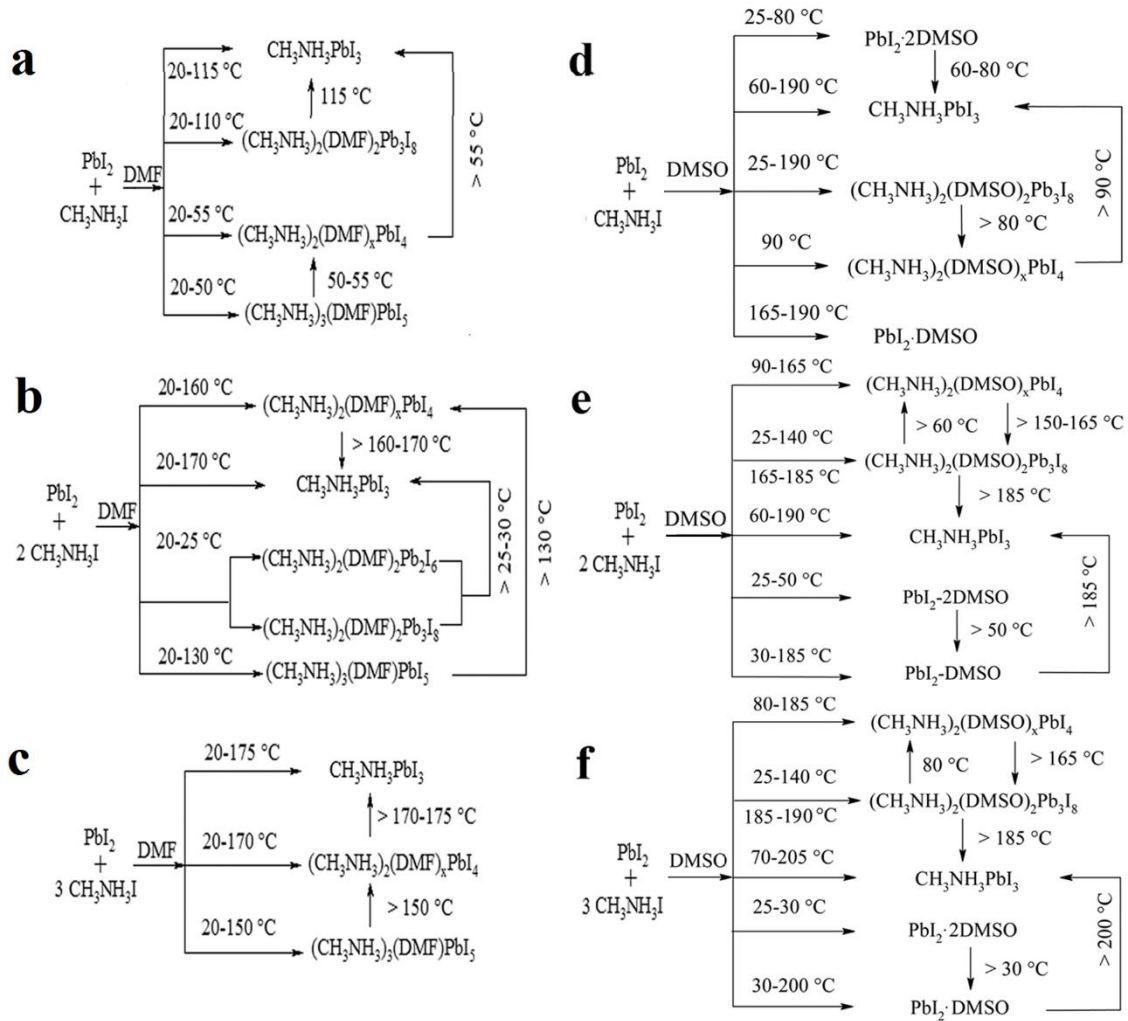 a
20-115 °C
CH₃NH₃PbI₃
115 °C
20-110°C
(CH₃NH₃)₂(DMF)₂Pb₃I₈
> 55 °C
PbI₂
+
CH₃NH₃I
DMF
20-55°C
(CH₃NH₃)₂(DMF)ₓPbI₄
50-55°C
20-50°C
(CH₃NH₃)₃(DMF)PbI₅
b
20-160 °C
(CH₃NH₃)₂(DMF)ₓPbI₄
> 160-170 °C
20-170 °C
CH₃NH₃PbI₃
PbI₂
+
2 CH₃NH₃I
DMF
20-25°C
(CH₃NH₃)₂(DMF)₂Pb₂I₆
(CH₃NH₃)₂(DMF)₂Pb₃I₈
> 25-30 °C
> 130 °C
20-130°C
(CH₃NH₃)₃(DMF)PbI₅
c
20-175 °C
CH₃NH₃PbI₃
> 170-175 °C
PbI₂
+
3 CH₃NH₃I
DMF
20-170 °C
(CH₃NH₃)₂(DMF)ₓPbI₄
>150 °C
20-150°C
(CH₃NH₃)₃(DMF)PbI₅
d
25-80 °C
PbI₂·2DMSO
60-80 °C
60-190 °C
CH₃NH₃PbI₃
PbI₂
+
CH₃NH₃I
DMSO
25-190 °C
(CH₃NH₃)₂(DMSO)₂Pb₃I₈
> 80 °C
> 90 °C
90 °C
(CH₃NH₃)₂(DMSO)ₓPbI₄
165-190 °C
PbI₂·DMSO
e
90-165 °C
(CH₃NH₃)₂(DMSO)ₓPbI₄
> 60 °C
> 150-165 °C
25-140 °C
165-185 °C
(CH₃NH₃)₂(DMSO)₂Pb₃I₈
> 185 °C
PbI₂
+
2 CH₃NH₃I
DMSO
60-190 °C
CH₃NH₃PbI₃
25-50 °C
PbI₂-2DMSO
> 50 °C
> 185 °C
30-185 °C
PbI₂-DMSO
f
80-185 °C
(CH₃NH₃)₂(DMSO)ₓPbI₄
80 °C
> 165 °C
25-140 °C
185-190 °C
(CH₃NH₃)₂(DMSO)₂Pb₃I₈
> 185 °C
PbI₂
+
3 CH₃NH₃I
DMSO
70-205 °C
CH₃NH₃PbI₃
25-30 °C
PbI₂·2DMSO
> 30 °C
>200 °C
30-200 °C
PbI₂·DMSO